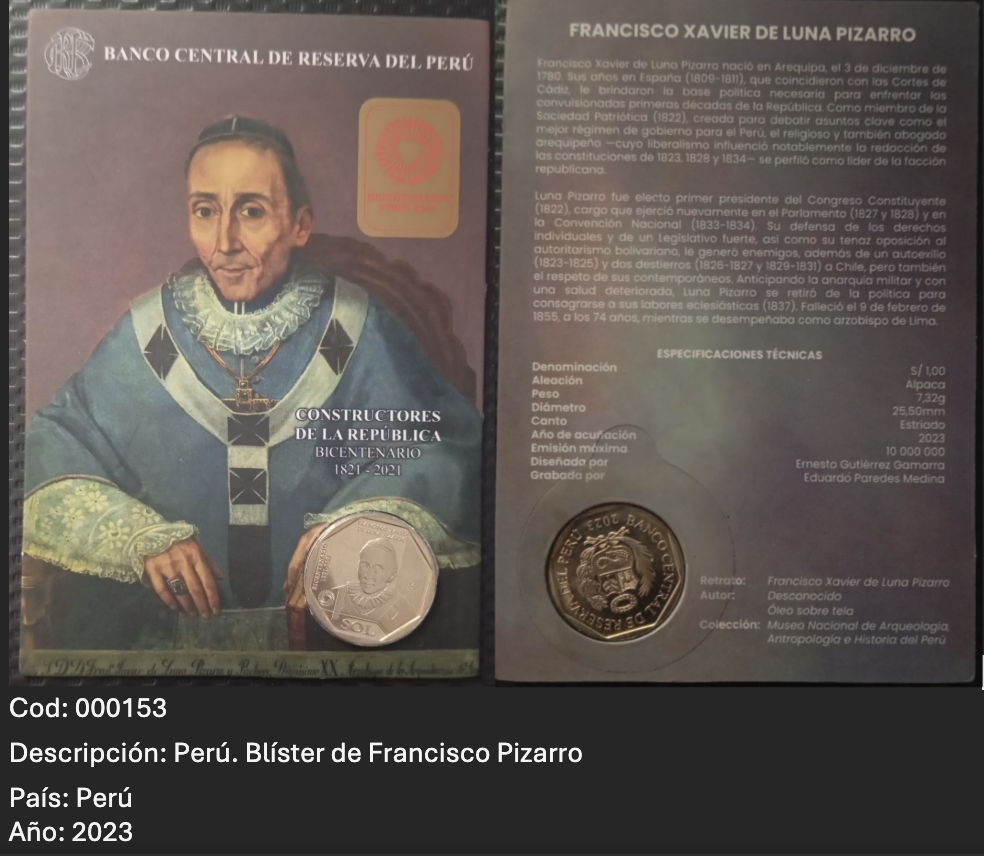 BANCO CENTRAL DE RESERVA DEL PERÚ
CONSTRUCTORES
DE LA REPÚBLICA
BICENTENARIO
1821 - 2021
SOL
FRANCISCO XAVIER DE LUNA PIZARRO
Francisco Xavier de Luna Pizarro nació en Arequipa, el 3 de diciembre de
1780. Sus años en España (1809-1811), que coincidieron con las Cortes de
Cádiz, le brindaron la base política necesaria para enfrentar las
convulsionadas primeras décadas de la República. Como miembro de la
Sociedad Patriótica (1822), creada para debatir asuntos clave como el
mejor régimen de gobierno para el Perú, el religioso y también abogado
arequipeño —cuyo liberalismo influenció notablemente la redacción de
las constituciones de 1823, 1828 y 1834— se perfiló como líder de la facción
republicana.
Luna Pizarro fue electo primer presidente del Congreso Constituyente
(1822), cargo que ejerció nuevamente en el Parlamento (1827 y 1828) y en
la Convención Nacional (1833-1834). Su defensa de los derechos
individuales y de un Legislativo fuerte, así como su tenaz oposición al
autoritarismo bolivariano, le generó enemigos, además de un autoexilio
(1823-1825) y dos destierros (1826-1827 y 1829-1831) a Chile, pero también
el respeto de sus contemporáneos. Anticipando la anarquía militar y con
una salud deteriorada, Luna Pizarro se retiró de la política para
consagrarse a sus labores eclesiásticas (1837). Falleció el 9 de febrero de
1855, a los 74 años, mientras se desempeñaba como arzobispo de Lima.
ESPECIFICACIONES TÉCNICAS
Denominación S/ 1,00
Aleación Alpaca
Peso 7,32g
Diámetro 25,50mm
Canto Estriado
Año de acuñación 2023
Emisión máxima 10 000 000
Diseñada por Ernesto Gutiérrez Gamarra
Grabada por Eduardo Paredes Medina
BANCO CENTRAL DE RESERVA DEL PERÚ 2023
Retrato: Francisco Xavier de Luna Pizarro
Autor: Desconocido
Óleo sobre tela
Colección: Museo Nacional de Arqueología,
Antropología e Historia del Perú
Cod: 000153
Descripción: Perú. Blíster de Francisco Pizarro
País: Perú
Año: 2023